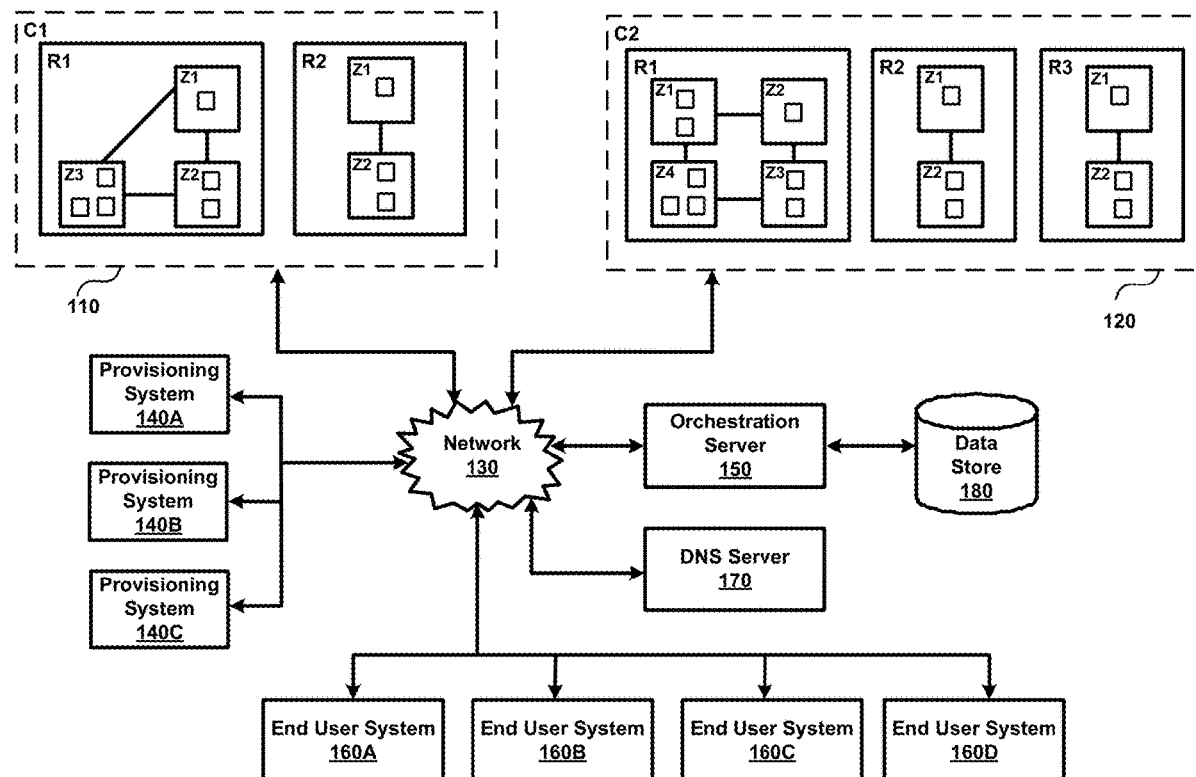 C1
R1
Z1
Z3
Z2
R2
Z1
Z2
110
C2
R1
Z1
Z2
Z4
Z3
R2
Z1
Z2
R3
Z1
Z2
120
Provisioning
System
140A
Provisioning
System
140B
Provisioning
System
140C
Network
130
Orchestration
Server
150
Data
Store
180
DNS Server
170
End User System
160A
End User System
160B
End User System
160C
End User System
160D